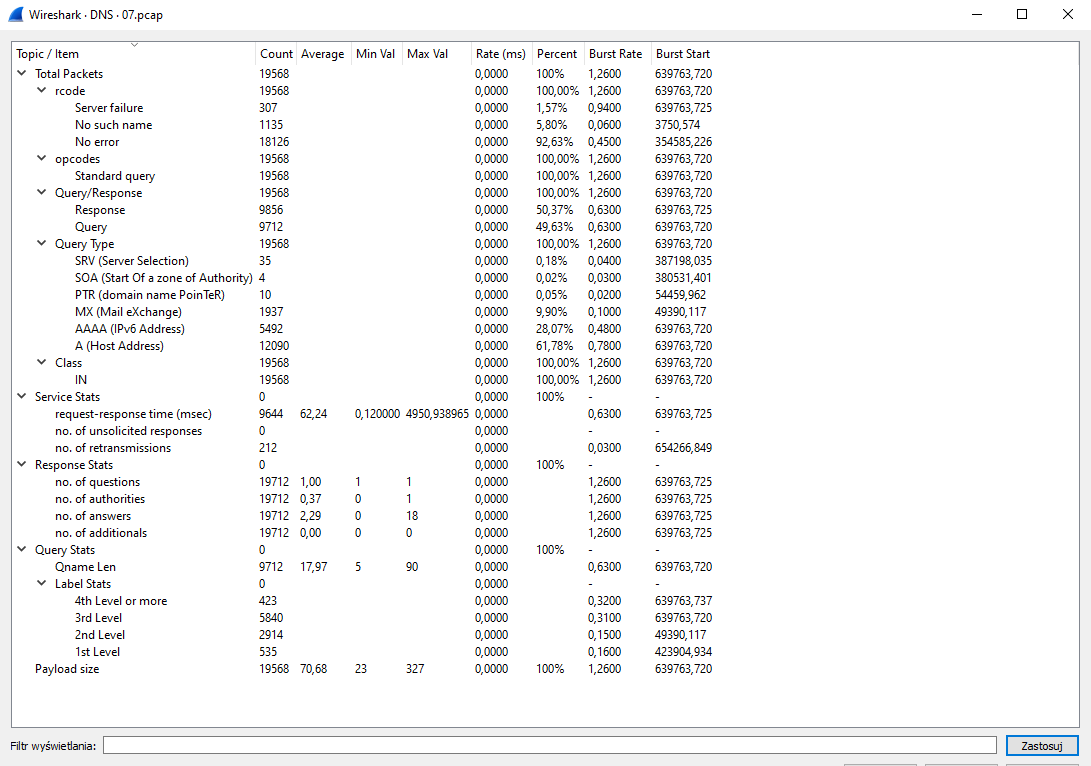 Wireshark · DNS · 07.pcap
Topic / Item Count Average Min Val Max Val Rate (ms) Percent Burst Rate Burst Start
Total Packets 19568 0,0000 100% 1,2600 639763,720
rcode 19568 0,0000 100,00% 1,2600 639763,720
Server failure 307 0,0000 1,57% 0,9400 639763,725
No such name 1135 0,0000 5,80% 0,0600 3750,574
No error 18126 0,0000 92,63% 0,4500 354585,226
opcodes 19568 0,0000 100,00% 1,2600 639763,720
Standard query 19568 0,0000 100,00% 1,2600 639763,720
Query/Response 19568 0,0000 100,00% 1,2600 639763,720
Response 9856 0,0000 50,37% 0,6300 639763,725
Query 9712 0,0000 49,63% 0,6300 639763,720
Query Type 19568 0,0000 100,00% 1,2600 639763,720
SRV (Server Selection) 35 0,0000 0,18% 0,0400 387198,035
SOA (Start Of a zone of Authority) 4 0,0000 0,02% 0,0300 380531,401
PTR (domain name PoinTeR) 10 0,0000 0,05% 0,0200 54459,962
MX (Mail eXchange) 1937 0,0000 9,90% 0,1000 49390,117
AAAA (IPv6 Address) 5492 0,0000 28,07% 0,4800 639763,720
A (Host Address) 12090 0,0000 61,78% 0,7800 639763,720
Class 19568 0,0000 100,00% 1,2600 639763,720
IN 19568 0,0000 100,00% 1,2600 639763,720
Service Stats 0 0,0000 100% - -
request-response time (msec) 9644 62,24 0,120000 4950,938965 0,0000 0,6300 639763,725
no. of unsolicited responses 0 0,0000 - -
no. of retransmissions 212 0,0000 0,0300 654266,849
Response Stats 0 0,0000 100% - -
no. of questions 19712 1,00 1 1 0,0000 1,2600 639763,725
no. of authorities 19712 0,37 0 1 0,0000 1,2600 639763,725
no. of answers 19712 2,29 0 18 0,0000 1,2600 639763,725
no. of additionals 19712 0,00 0 0 0,0000 1,2600 639763,725
Query Stats 0 0,0000 100% - -
Qname Len 9712 17,97 5 90 0,0000 0,6300 639763,720
Label Stats 0 0,0000 - -
4th Level or more 423 0,0000 0,3200 639763,737
3rd Level 5840 0,0000 0,3100 639763,720
2nd Level 2914 0,0000 0,1500 49390,117
1st Level 535 0,0000 0,1600 423904,934
Payload size 19568 70,68 23 327 0,0000 100% 1,2600 639763,720
Filtr wyświetlania: Zastosuj